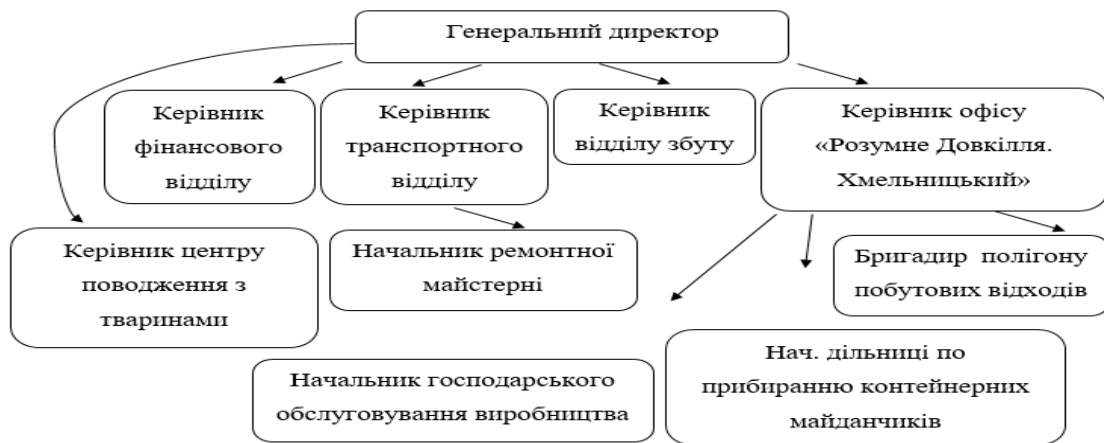 Генеральний директор
Керівник
фінансового
відділу
Керівник
транспортного
відділу
Керівник
відділу збуту
Керівник офісу
«Розумне Довкілля.
Хмельницький»
Керівник центру
поводження з
тваринами
Начальник ремонтної
майстерні
Бригадир полігону
побутових відходів
Начальник господарського
обслуговування виробництва
Нач. дільниці по
прибиранню контейнерних
майданчиків